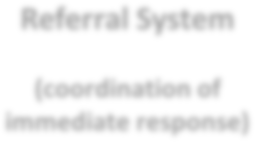 Referral System
(coordination of
immediate response)